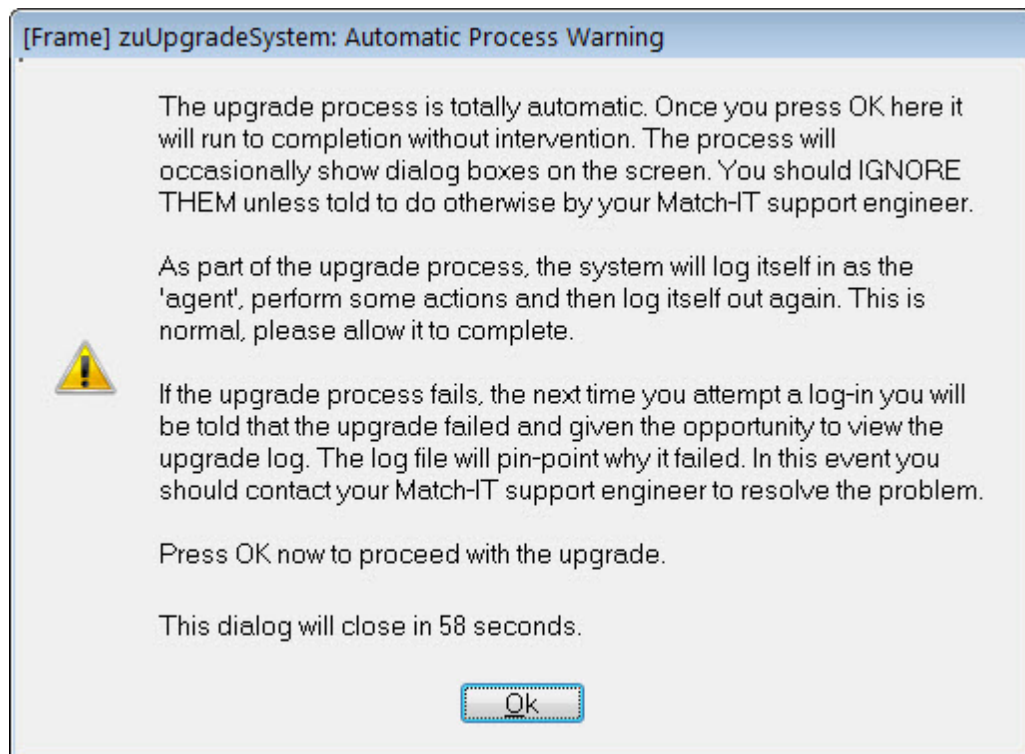 [Frame] zuUpgradeSystem: Automatic Process Warning
The upgrade process is totally automatic. Once you press OK here it
will run to completion without intervention. The process will
occasionally show dialog boxes on the screen. You should IGNORE
THEM unless told to do otherwise by your Match-IT support engineer.
As part of the upgrade process, the system will log itself in as the
'agent', perform some actions and then log itself out again. This is
normal, please allow it to complete.
If the upgrade process fails, the next time you attempt a log-in you will
be told that the upgrade failed and given the opportunity to view the
upgrade log. The log file will pin-point why it failed. In this event you
should contact your Match-IT support engineer to resolve the problem.
Press OK now to proceed with the upgrade.
This dialog will close in 58 seconds.
Ok